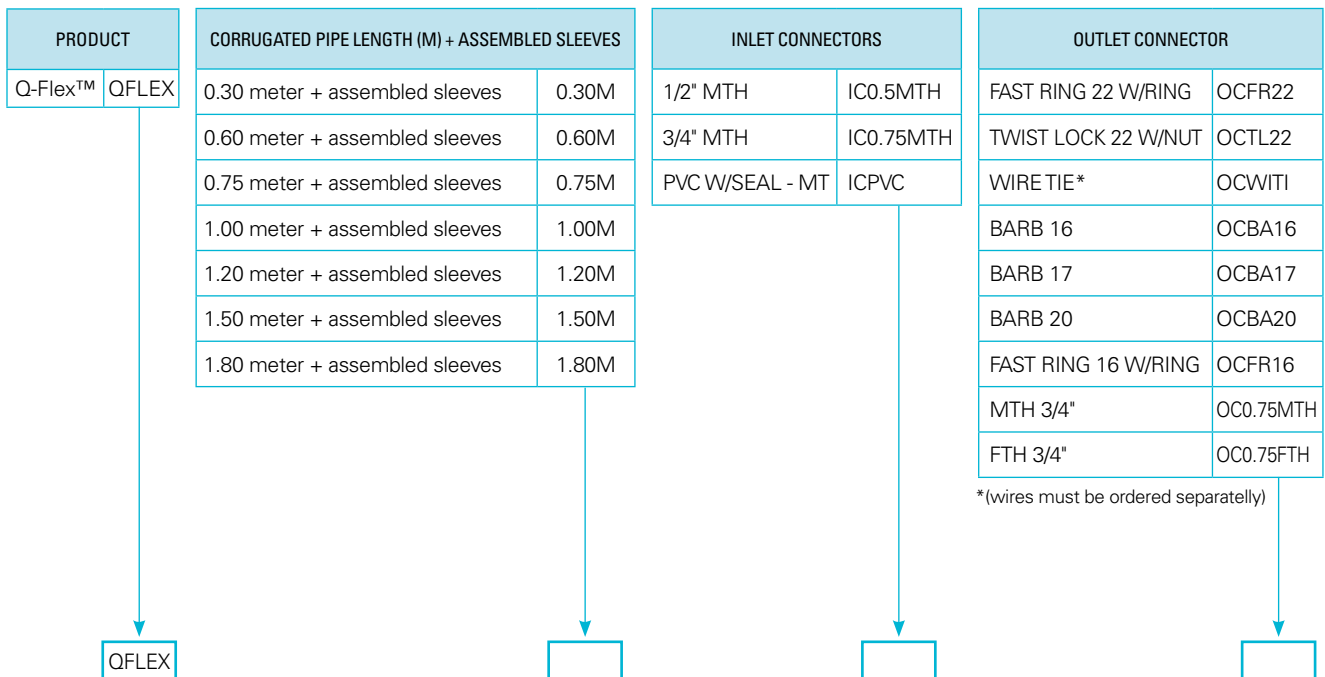 PRODUCT
Q-Flex™ QFLEX
CORRUGATED PIPE LENGTH (M) + ASSEMBLED SLEEVES
0.30 meter + assembled sleeves 0.30M
0.60 meter + assembled sleeves 0.60M
0.75 meter + assembled sleeves 0.75M
1.00 meter + assembled sleeves 1.00M
1.20 meter + assembled sleeves 1.20M
1.50 meter + assembled sleeves 1.50M
1.80 meter + assembled sleeves 1.80M
INLET CONNECTORS
1/2" MTH IC0.5MTH
3/4" MTH IC0.75MTH
PVC W/SEAL - MT ICPVC
OUTLET CONNECTOR
FAST RING 22 W/RING OCFR22
TWIST LOCK 22 W/NUT OCTL22
WIRE TIE* OCWITI
BARB 16 OCBA16
BARB 17 OCBA17
BARB 20 OCBA20
FAST RING 16 W/RING OCFR16
MTH 3/4" OC0.75MTH
FTH 3/4" OC0.75FTH
*(wires must be ordered separatelly)
QFLEX